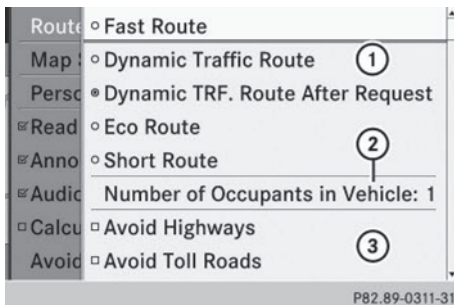 Route
Fast Route
Map
Dynamic Traffic Route
1
Perso
Dynamic TRF. Route After Request
Read
Eco Route
2
Anno
Short Route
Audio
Number of Occupants in Vehicle: 1
Calcu
Avoid Highways
3
Avoid
Avoid Toll Roads
P82.89-0311-31